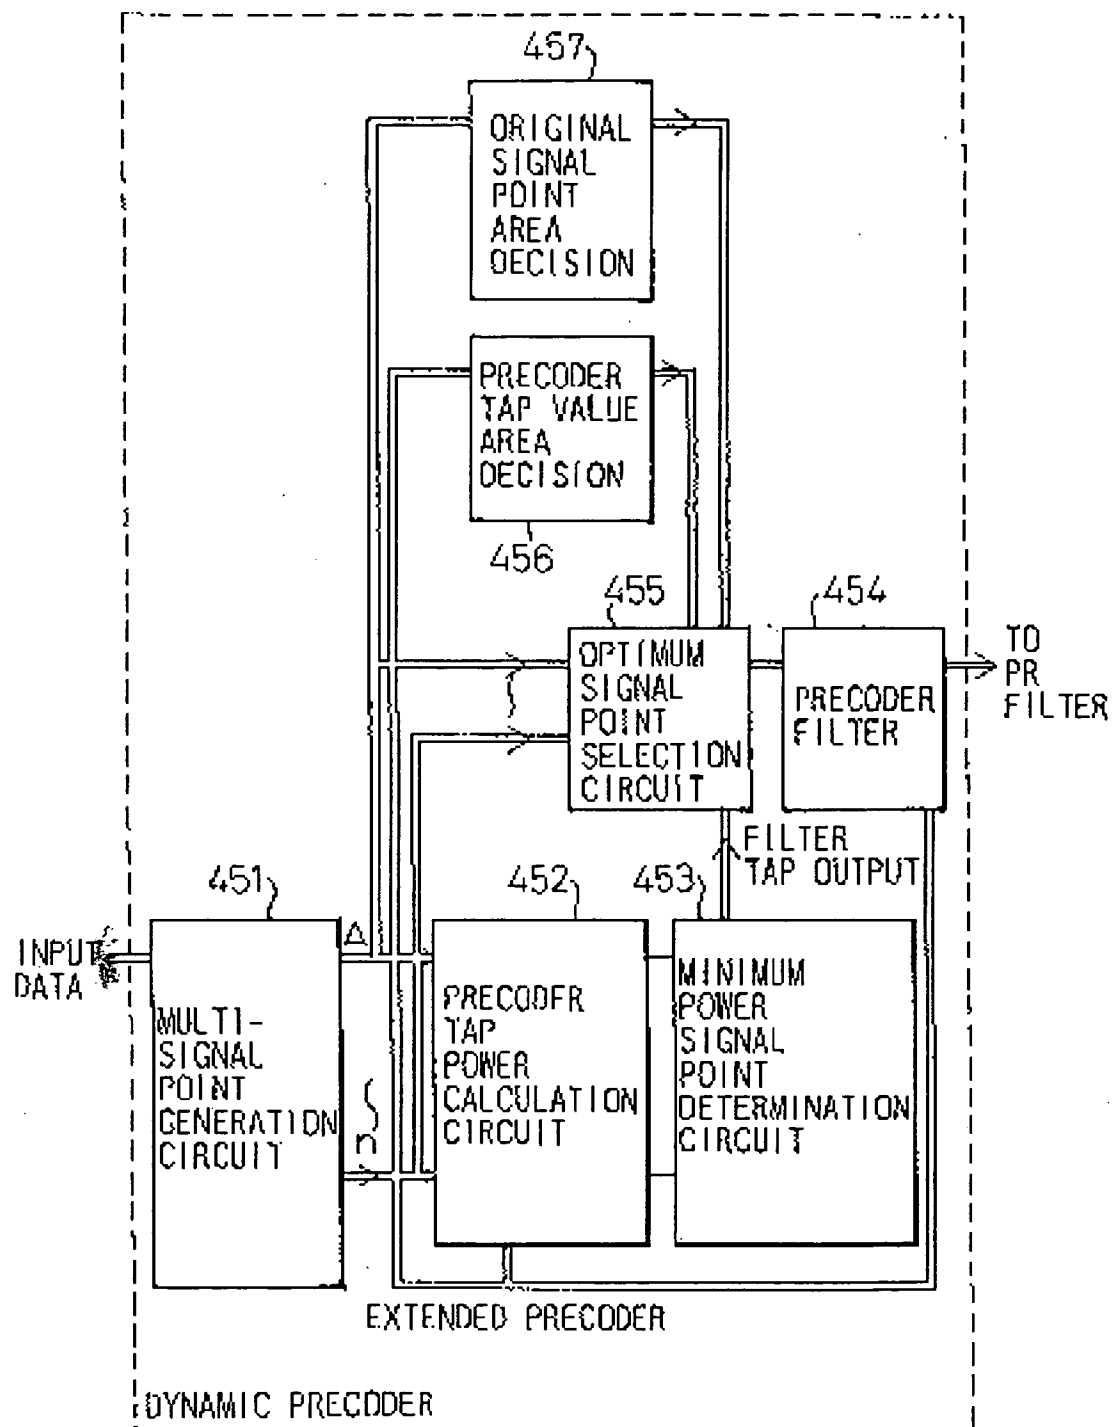 457
ORIGINAL
SIGNAL
POINT
AREA
DECISION
PRECODER
TAP VALUE
AREA
DECISION
456
455
454
OPTIMUM
SIGNAL
POINT
SELECTION
CIRCUIT
PRECODER
FILTER
TO
PR
FILTER
FILTER
TAP OUTPUT
451
452
453
INPUT
DATA
MULTI-
SIGNAL
POINT
GENERATION
CIRCUIT
n
PRECODER
TAP
POWER
CALCULATION
CIRCUIT
MINIMUM
POWER
SIGNAL
POINT
DETERMINATION
CIRCUIT
EXTENDED PRECODER
DYNAMIC PRECODER